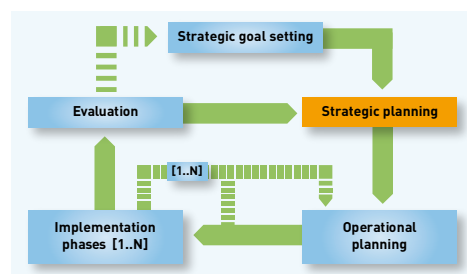 Strategic goal setting
Evaluation
Strategic planning
[1..N]
Implementation
phases [1..N]
Operational
planning